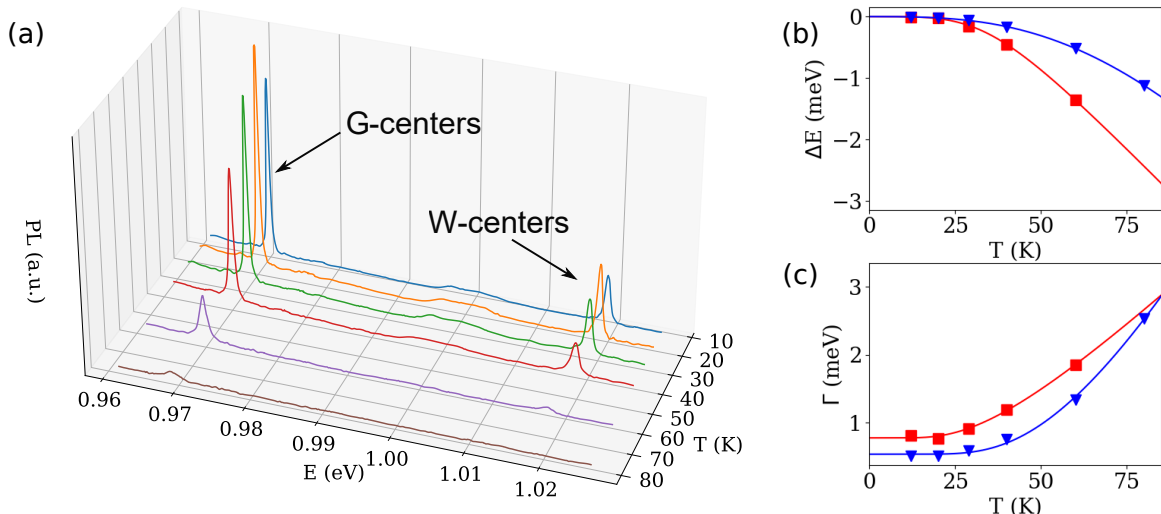 (a)
G-centers
W-centers
PL (a.u.)
0.96
0.97
0.98
0.99
1.00
1.01
1.02
E (eV)
10
20
30
40
50
60
70
80
T (K)
(b)
0
−1
−2
−3
ΔE (meV)
0
25
50
75
T (K)
(c)
3
2
1
Γ (meV)
0
25
50
75
T (K)